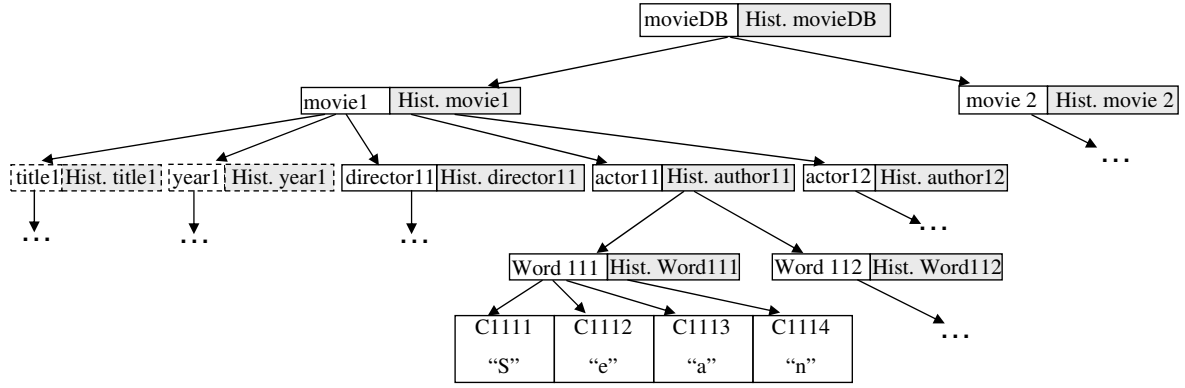 movieDB Hist. movieDB
movie1 Hist. movie1
movie 2 Hist. movie 2
...
title1 Hist. title1 year1 Hist. year1 director11 Hist. director11 actor11 Hist. author11 actor12 Hist. author12
... ... ... ...
Word 111 Hist. Word111 Word 112 Hist. Word112
C1111 C1112 C1113 C1114
...
“S” “e” “a” “n”